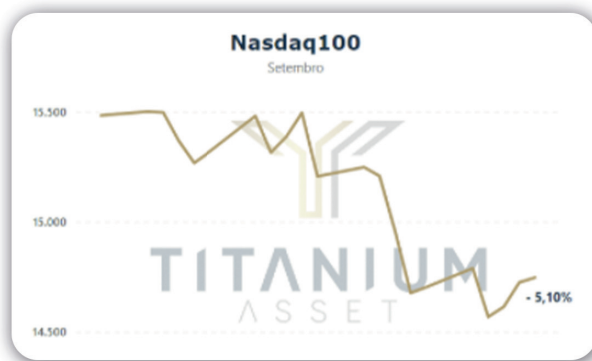 Nasdaq100
Setembro
15.500
15.000
TITANIUM
ASSET
- 5,10%
14.500